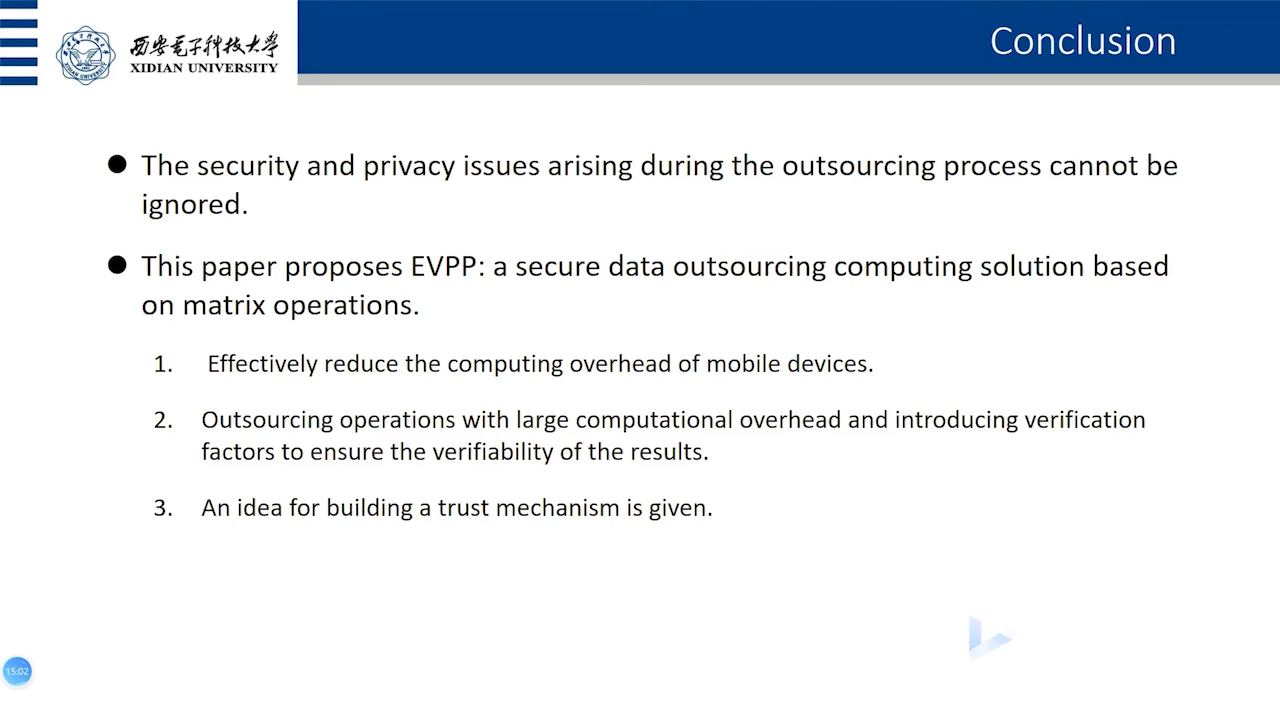 西安电子科技大学
XIDIAN UNIVERSITY
Conclusion
● The security and privacy issues arising during the outsourcing process cannot be
ignored.
● This paper proposes EVPP: a secure data outsourcing computing solution based
on matrix operations.
1. Effectively reduce the computing overhead of mobile devices.
2. Outsourcing operations with large computational overhead and introducing verification
factors to ensure the verifiability of the results.
3. An idea for building a trust mechanism is given.
15:02